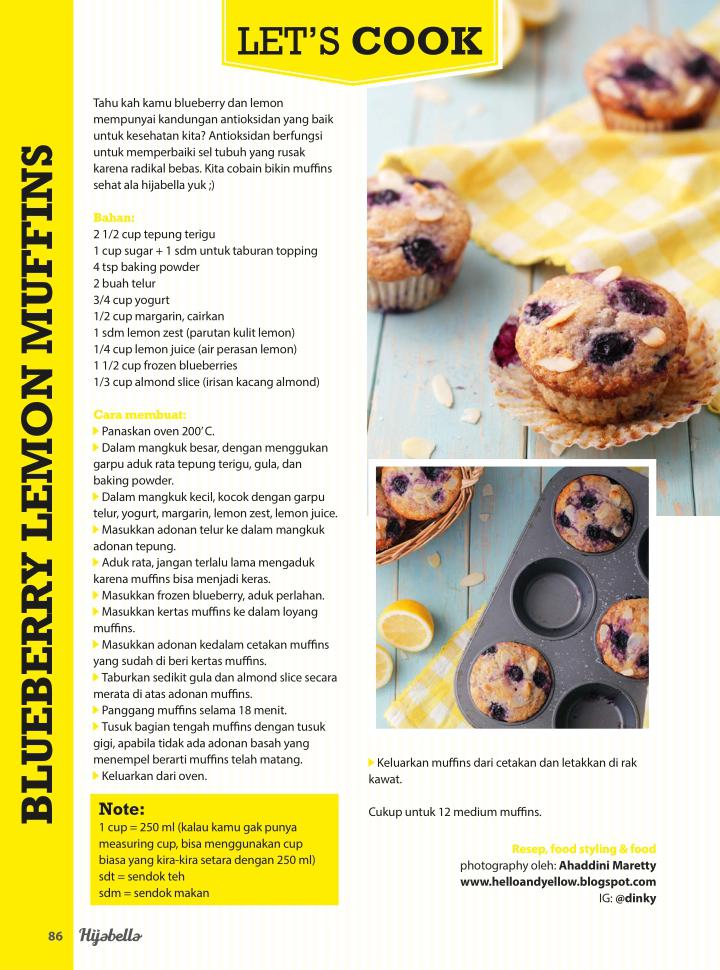 LET'S COOK
BLUEBERRY LEMON MUFFINS
Tahu kah kamu blueberry dan lemon
mempunyai kandungan antioksidan yang baik
untuk kesehatan kita? Antioksidan berfungsi
untuk memperbaiki sel tubuh yang rusak
karena radikal bebas. Kita cobain bikin muffins
sehat ala hijabella yuk ;)
Bahan:
2 1/2 cup tepung terigu
1 cup sugar + 1 sdm untuk taburan topping
4 tsp baking powder
2 buah telur
3/4 cup yogurt
1/2 cup margarin, cairkan
1 sdm lemon zest (parutan kulit lemon)
1/4 cup lemon juice (air perasan lemon)
1 1/2 cup frozen blueberries
1/3 cup almond slice (irisan kacang almond)
Cara membuat:
Panaskan oven 200' C.
Dalam mangkuk besar, dengan menggukan
garpu aduk rata tepung terigu, gula, dan
baking powder.
Dalam mangkuk kecil, kocok dengan garpu
telur, yogurt, margarin, lemon zest, lemon juice.
Masukkan adonan telur ke dalam mangkuk
adonan tepung.
Aduk rata, jangan terlalu lama mengaduk
karena muffins bisa menjadi keras.
Masukkan frozen blueberry, aduk perlahan.
Masukkan kertas muffins ke dalam loyang
muffins.
Masukkan adonan kedalam cetakan muffins
yang sudah di beri kertas muffins.
Taburkan sedikit gula dan almond slice secara
merata di atas adonan muffins.
Panggang muffins selama 18 menit.
Tusuk bagian tengah muffins dengan tusuk
gigi, apabila tidak ada adonan basah yang
menempel berarti muffins telah matang.
Keluarkan dari oven.
Note:
1 cup = 250 ml (kalau kamu gak punya
measuring cup, bisa menggunakan cup
biasa yang kira-kira setara dengan 250 ml)
sdt = sendok teh
sdm = sendok makan
Keluarkan muffins dari cetakan dan letakkan di rak
kawat.
Cukup untuk 12 medium muffins.
Resep, food styling & food
photography oleh: Ahaddini Maretty
www.helloandyellow.blogspot.com
IG: @dinky
86 Hijabella